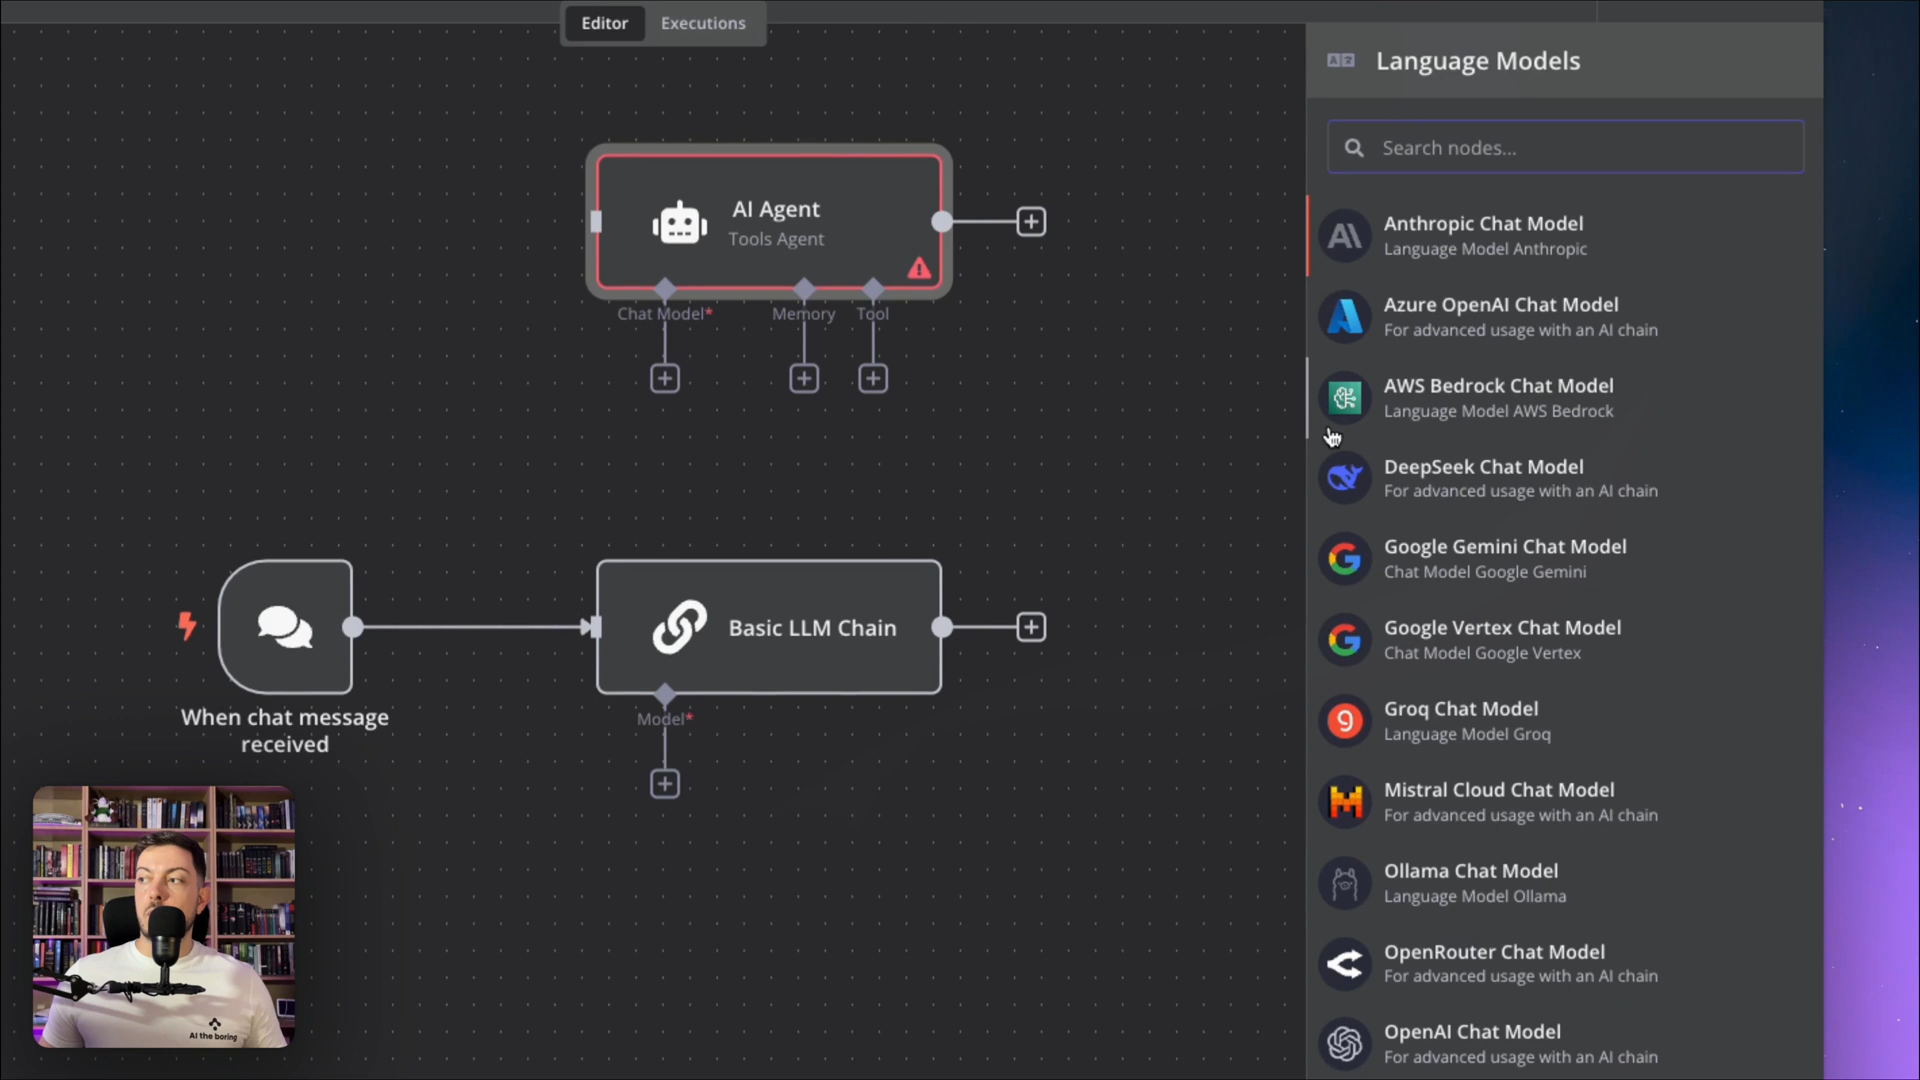 Editor
Executions
AI Agent
Tools Agent
Chat Model*
Memory
Tool
When chat message
received
Basic LLM Chain
Model*
AI the boring
Language Models
Search nodes...
Anthropic Chat Model
Language Model Anthropic
Azure OpenAI Chat Model
For advanced usage with an AI chain
AWS Bedrock Chat Model
Language Model AWS Bedrock
DeepSeek Chat Model
For advanced usage with an AI chain
Google Gemini Chat Model
Chat Model Google Gemini
Google Vertex Chat Model
Chat Model Google Vertex
Groq Chat Model
Language Model Groq
Mistral Cloud Chat Model
For advanced usage with an AI chain
Ollama Chat Model
Language Model Ollama
OpenRouter Chat Model
For advanced usage with an AI chain
OpenAI Chat Model
For advanced usage with an AI chain